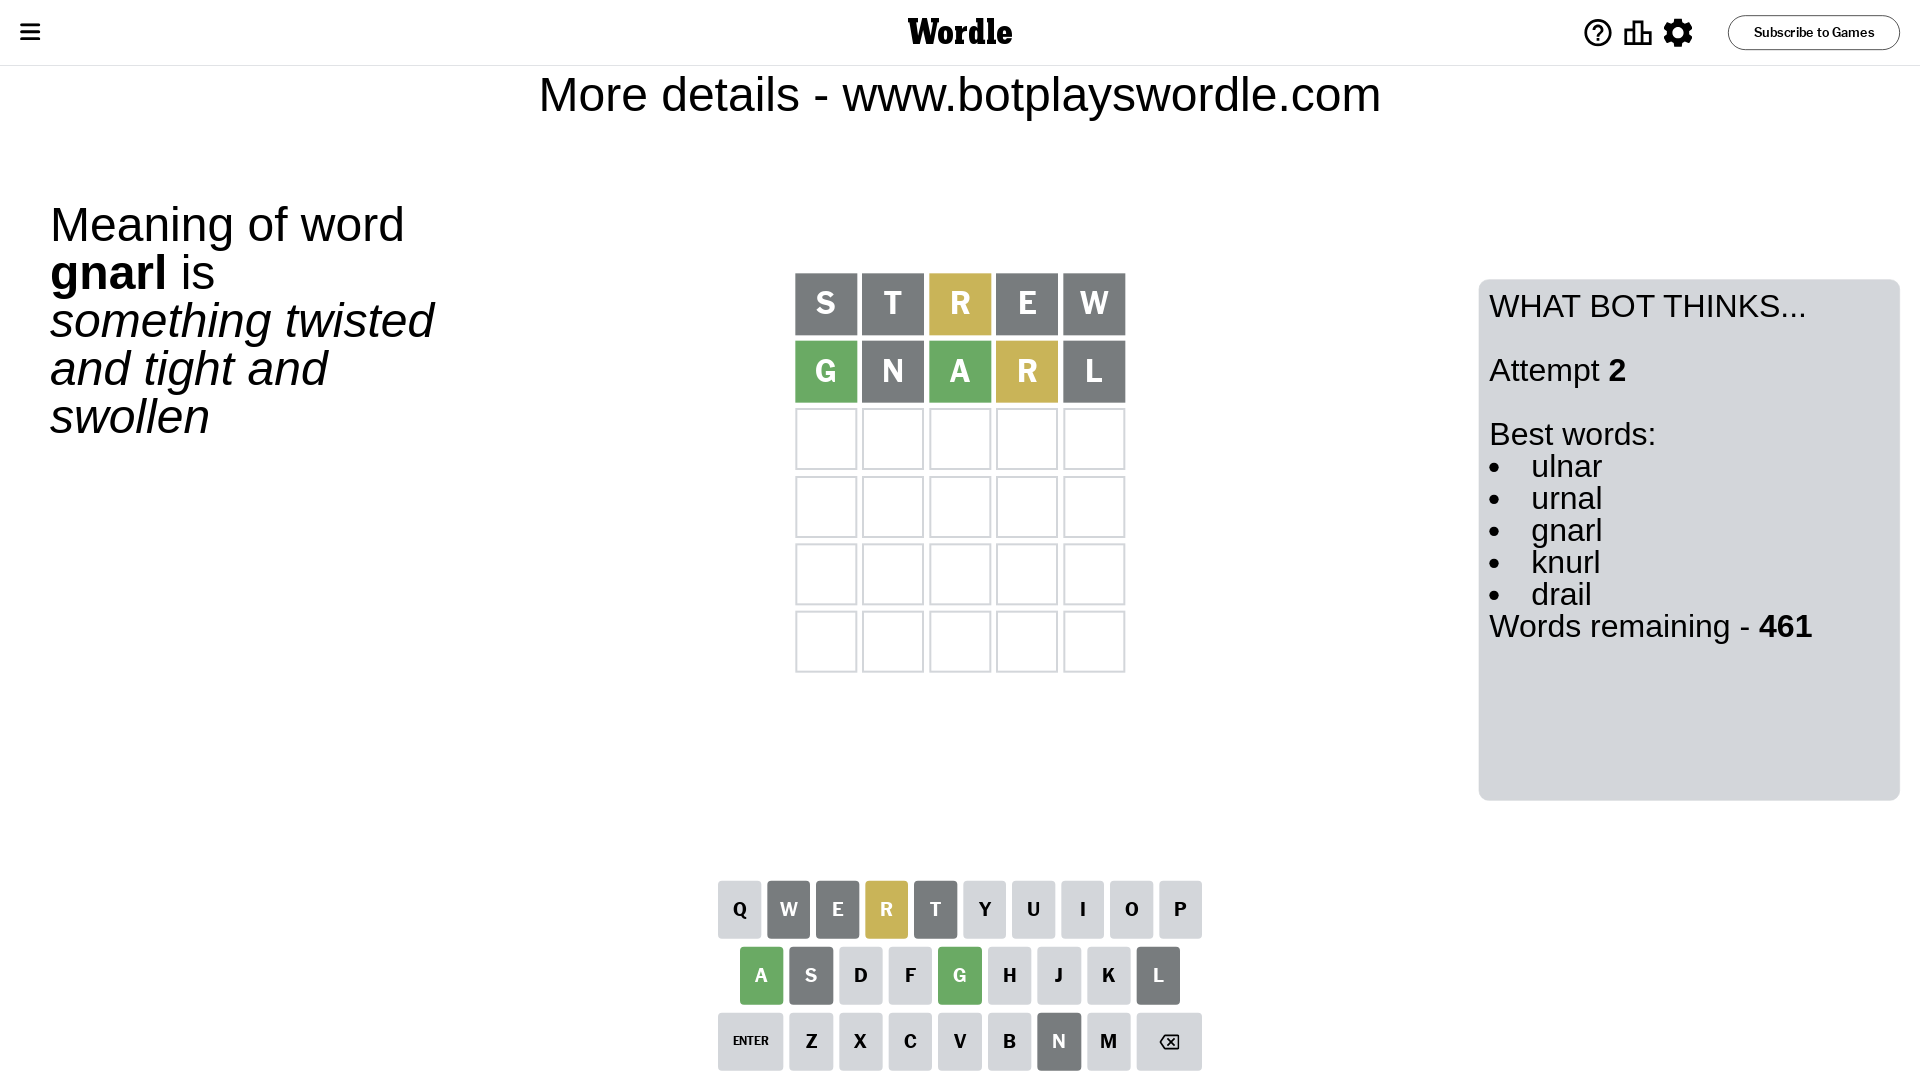 Wordle
Subscribe to Games
More details - www.botplayswordle.com
Meaning of word
gnarl is
something twisted
and tight and
swollen
S T R E W
G N A R L
WHAT BOT THINKS...
Attempt 2
Best words:
• ulnar
• urnal
• gnarl
• knurl
• drail
Words remaining - 461
Q W E R T Y U I O P
A S D F G H J K L
ENTER Z X C V B N M